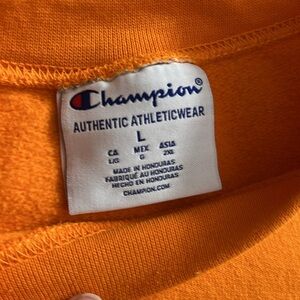 Champion®
AUTHENTIC ATHLETICWEAR
L
CA MEX ASIA
L/G G 2XL
MADE IN HONDURAS
FABRIQUÉ AU HONDURAS
HECHO EN HONDURAS
CHAMPION.COM